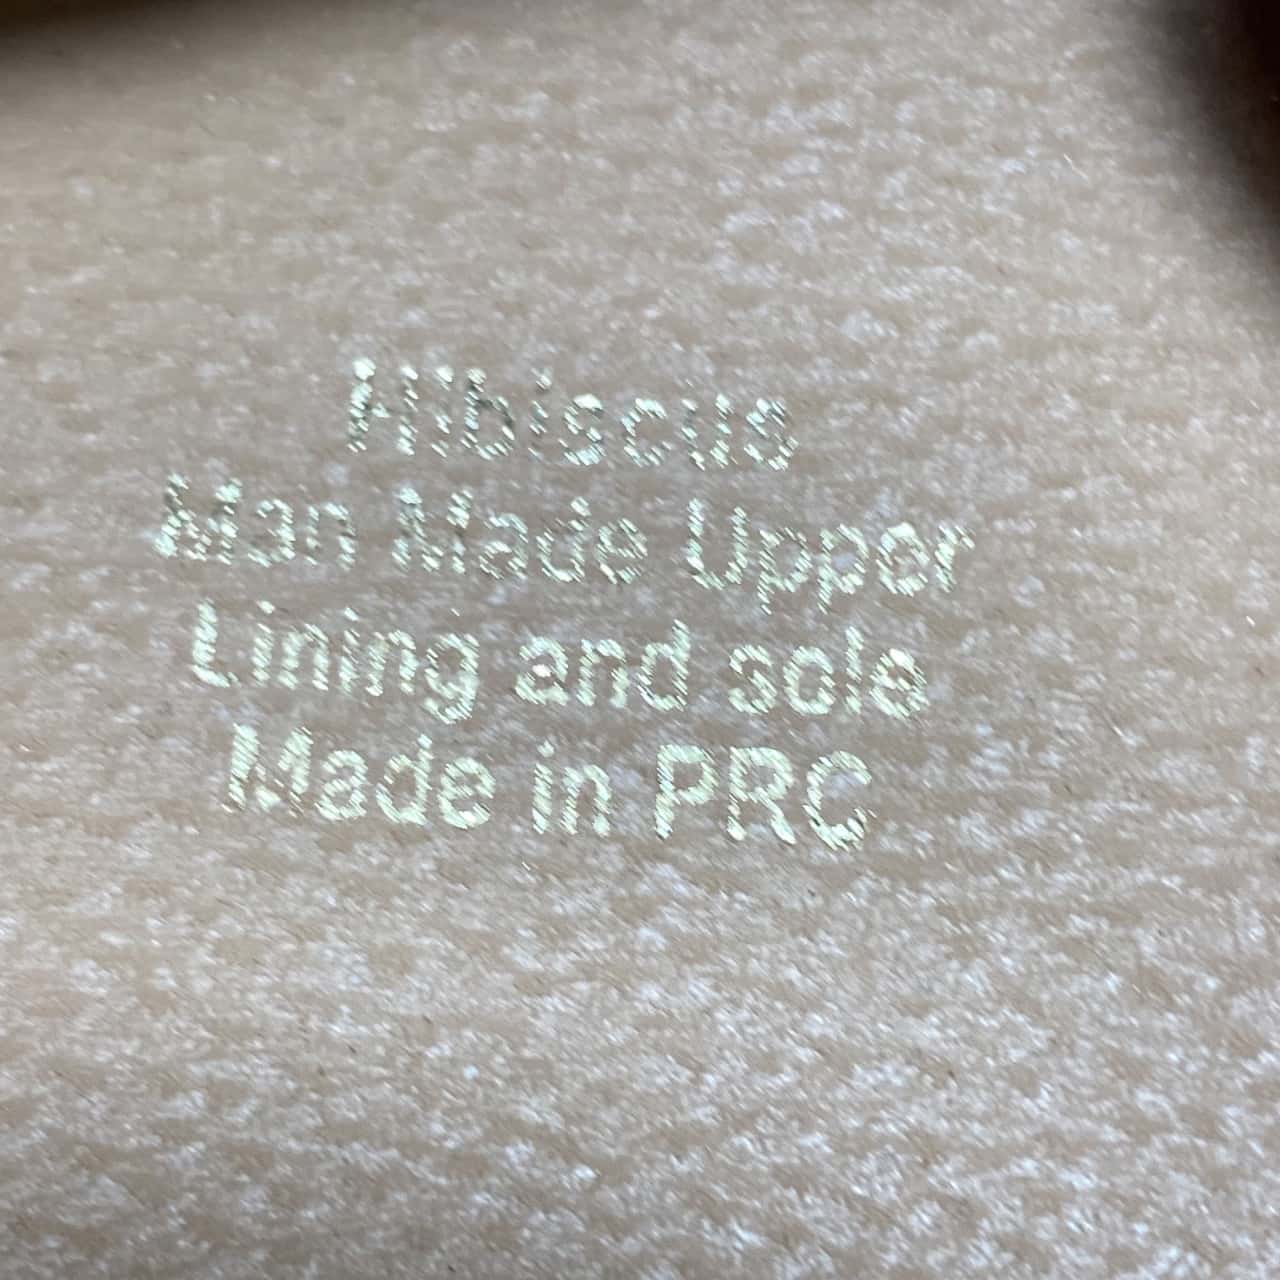 Hibiscus
Man Made Upper
Lining and sole
Made in PRC